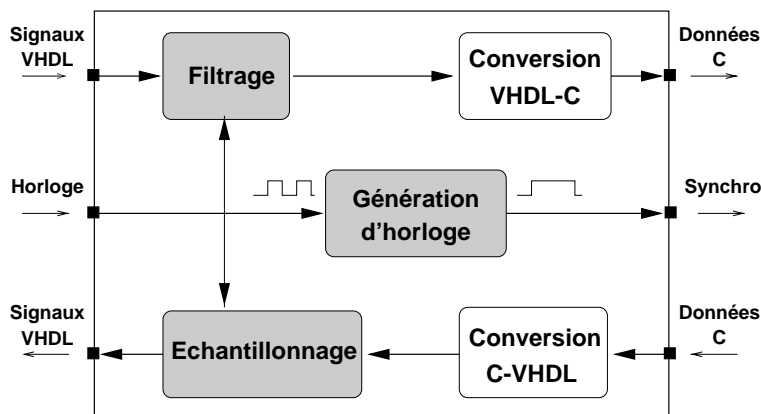 Signaux
VHDL
Filtrage
Conversion
VHDL-C
Données
C
Horloge
Génération
d'horloge
Synchro
Signaux
VHDL
Echantillonnage
Conversion
C-VHDL
Données
C